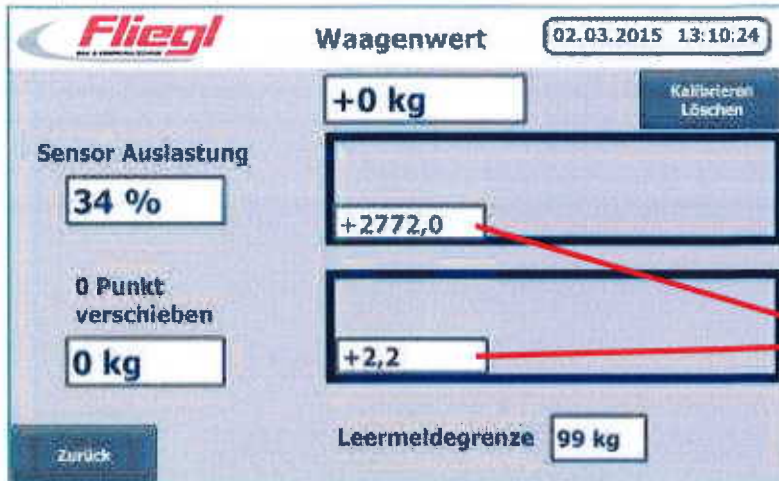 Fliegl
Waagenwert
02.03.2015 13:10:24
+0 kg
Kalibrieren
Löschen
Sensor Auslastung
34 %
+2772,0
0 Punkt
verschieben
0 kg
+2,2
Leermeldegrenze
99 kg
Zurück